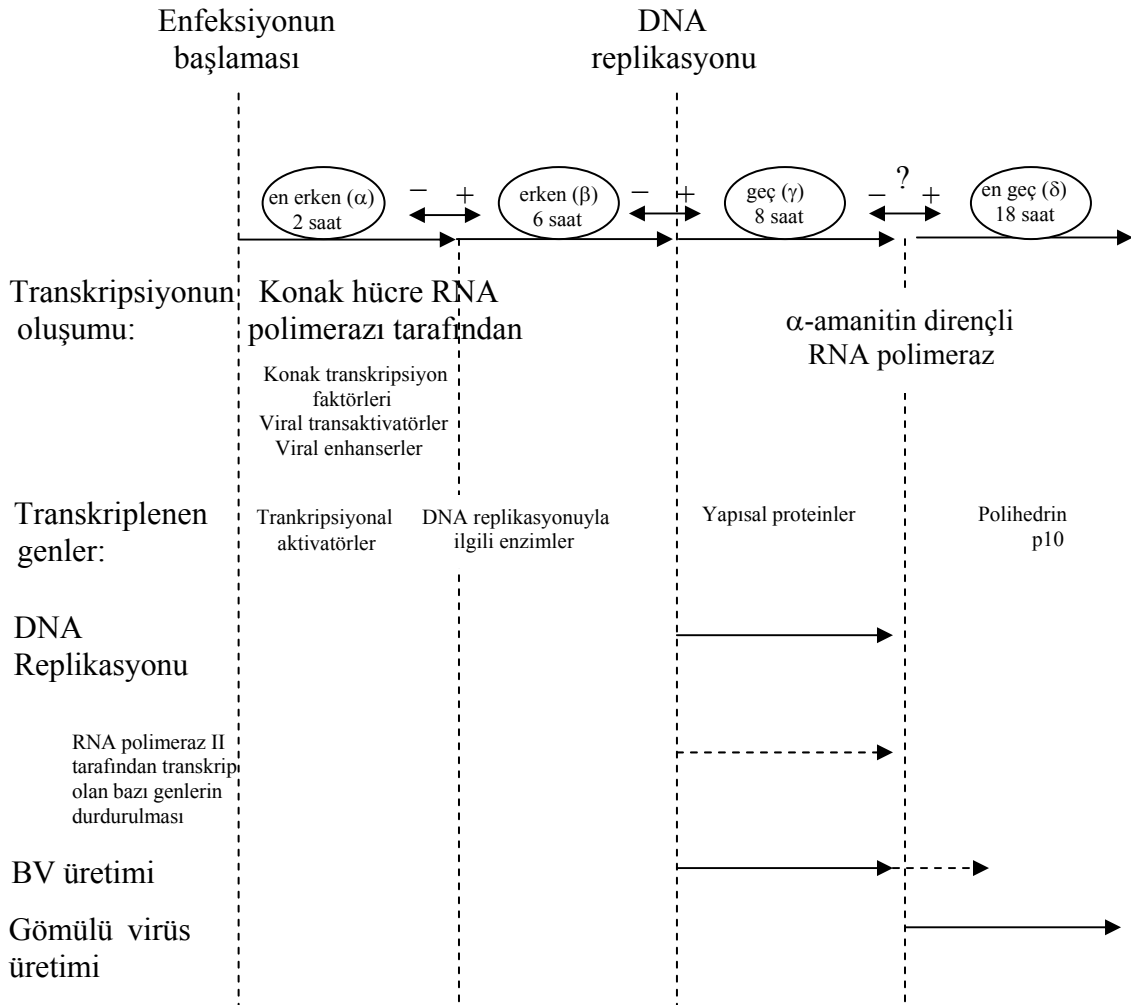 Enfeksiyonun
başlaması
DNA
replikasyonu
en erken (α)
2 saat
− +
erken (β)
6 saat
− +
geç (γ)
8 saat
− ? +
en geç (δ)
18 saat
Transkripsiyonun
oluşumu:
Konak hücre RNA
polimerazı tarafından
α-amanitin dirençli
RNA polimeraz
Konak transkripsiyon
faktörleri
Viral transaktivatörler
Viral enhanserler
Transkriplenen
genler:
Trankripsiyonal
aktivatörler
DNA replikasyonuyla
ilgili enzimler
Yapısal proteinler
Polihedrin
p10
DNA
Replikasyonu
RNA polimeraz II
tarafından transkrip
olan bazı genlerin
durdurulması
BV üretimi
Gömülü virüs
üretimi